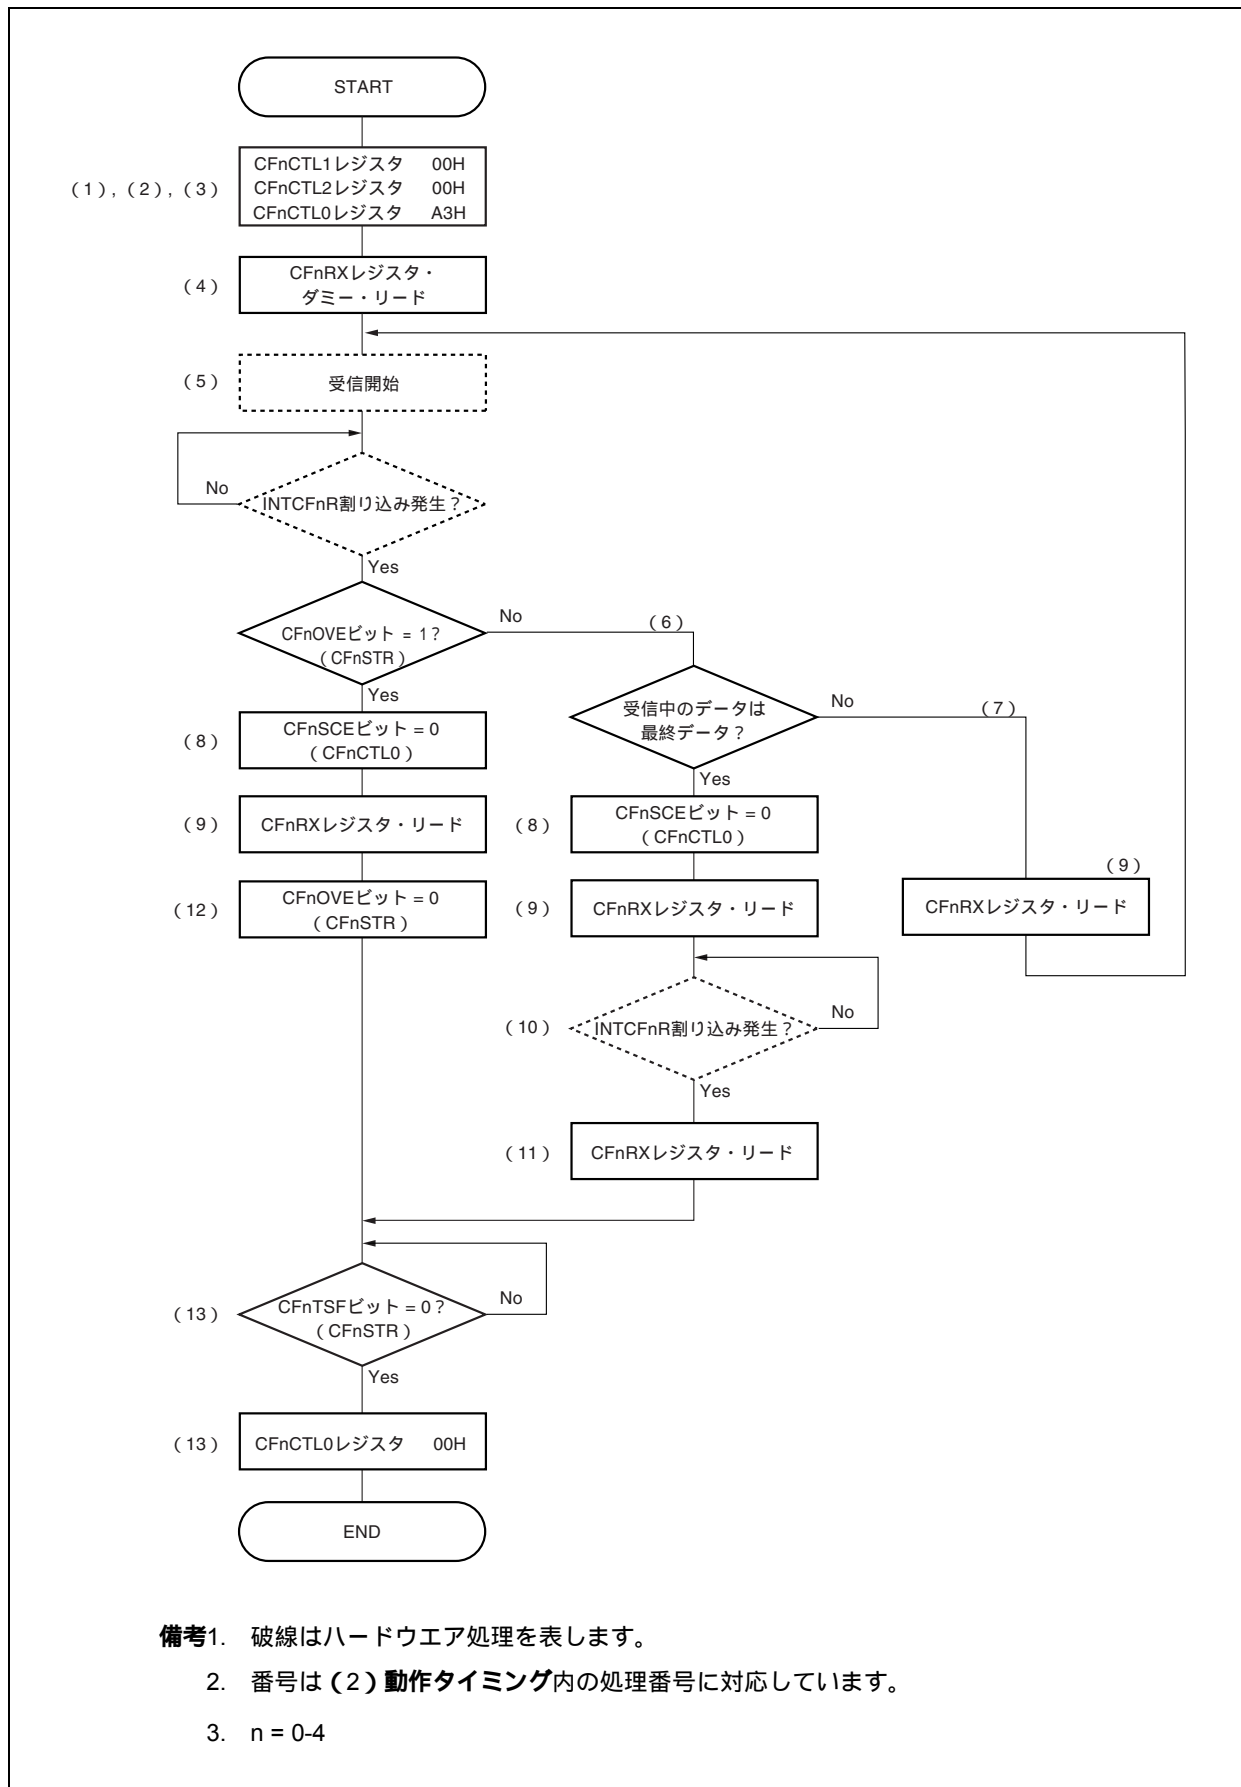 START
(1), (2), (3)
CFnCTL1レジスタ 00H
CFnCTL2レジスタ 00H
CFnCTL0レジスタ A3H
(4)
CFnRXレジスタ・
ダミー・リード
(5)
受信開始
No
INTCFnR割り込み発生？
Yes
CFnOVEビット = 1？
(CFnSTR)
No
(6)
Yes
受信中のデータは
最終データ？
No
(7)
Yes
(8)
CFnSCEビット = 0
(CFnCTL0)
(9)
CFnRXレジスタ・リード
(12)
CFnOVEビット = 0
(CFnSTR)
(8)
CFnSCEビット = 0
(CFnCTL0)
(9)
CFnRXレジスタ・リード
(9)
CFnRXレジスタ・リード
(10)
INTCFnR割り込み発生？
No
Yes
(11)
CFnRXレジスタ・リード
(13)
CFnTSFビット = 0？
(CFnSTR)
No
Yes
(13)
CFnCTL0レジスタ 00H
END
備考1. 破線はハードウエア処理を表します。
2. 番号は(2)動作タイミング内の処理番号に対応しています。
3. n = 0-4